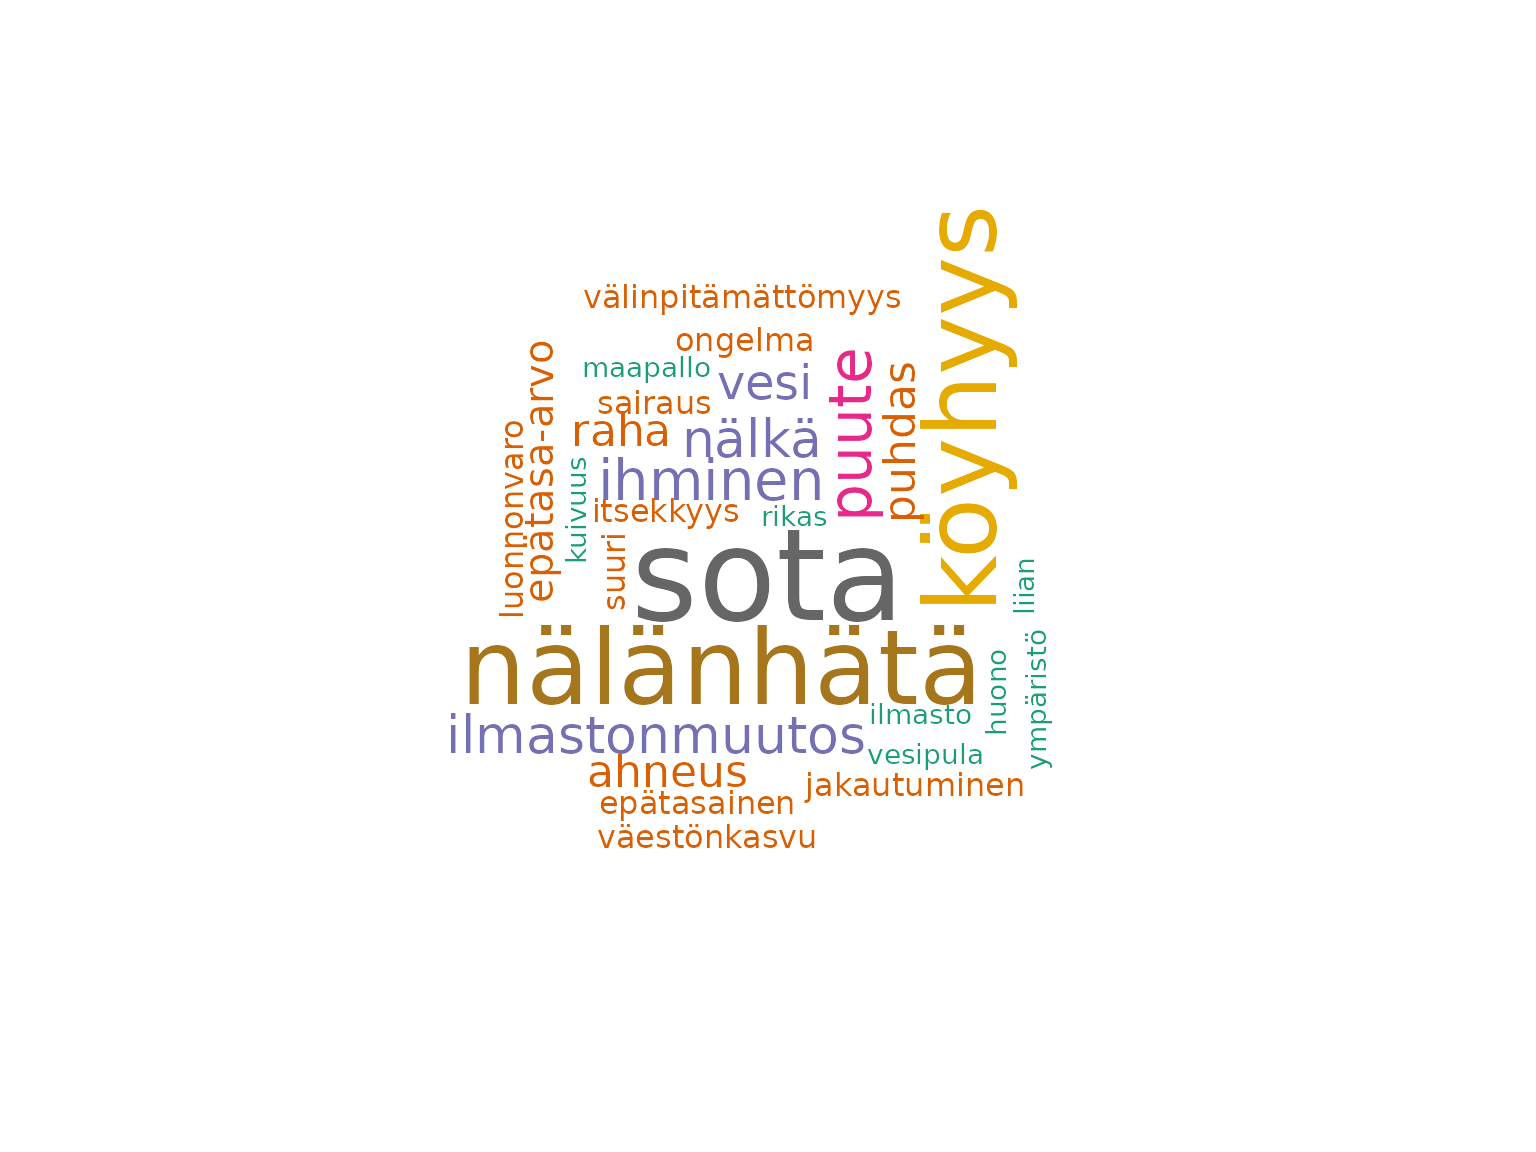 köyhyys
välinpitämättömyys
ongelma
maapallo
vesi
puute
puhdas
epätasa-arvo
sairaus
raha
nälkä
luonnonvaro
kuivuus
ihminen
itsekkyys
rikas
suuri
sota
liian
nälänhätä
huono
ympäristö
ilmastonmuutos
ilmasto
vesipula
ahneus
jakautuminen
epätasainen
väestönkasvu